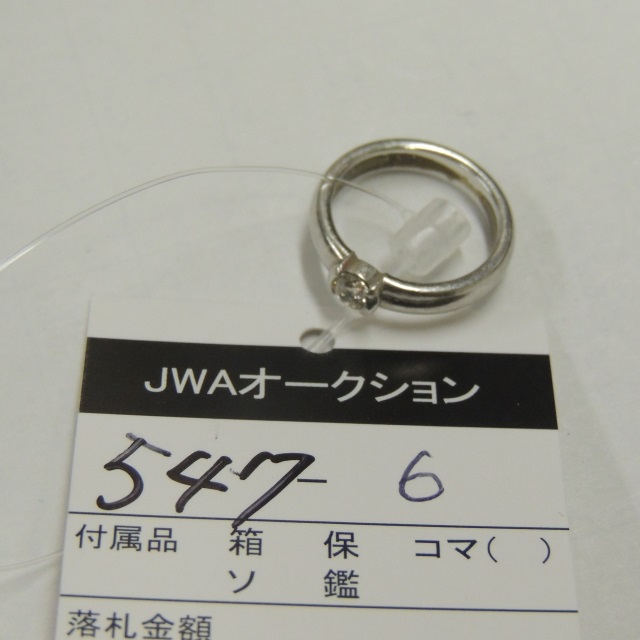 JWAオークション
547- 6
付属品 箱 保 コマ( )
ソ 鑑
落札金額